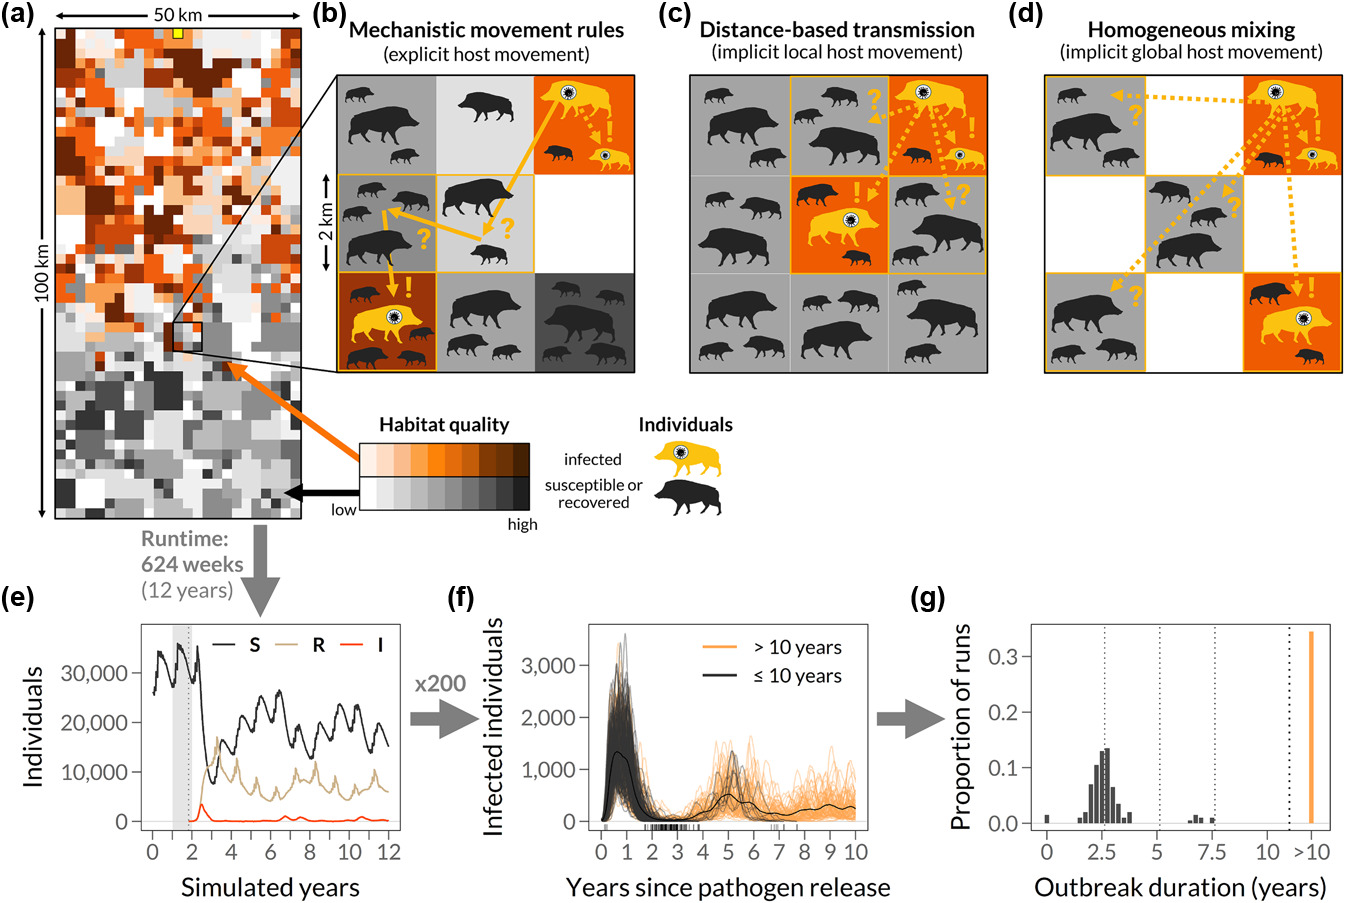 (a)
50 km
100 km
(b)
Mechanistic movement rules
(explicit host movement)
2 km
!
?
?
!
(c)
Distance-based transmission
(implicit local host movement)
?
!
!
?
(d)
Homogeneous mixing
(implicit global host movement)
?
!
?
?
!
Habitat quality
low
high
Individuals
infected
susceptible or
recovered
Runtime:
624 weeks
(12 years)
(e)
Individuals
30,000
20,000
10,000
0
S R I
0 2 4 6 8 10 12
Simulated years
x200
(f)
Infected individuals
3,000
2,000
1,000
0
> 10 years
≤ 10 years
0 1 2 3 4 5 6 7 8 9 10
Years since pathogen release
(g)
Proportion of runs
0.3
0.2
0.1
0.0
0 2.5 5 7.5 10 >10
Outbreak duration (years)